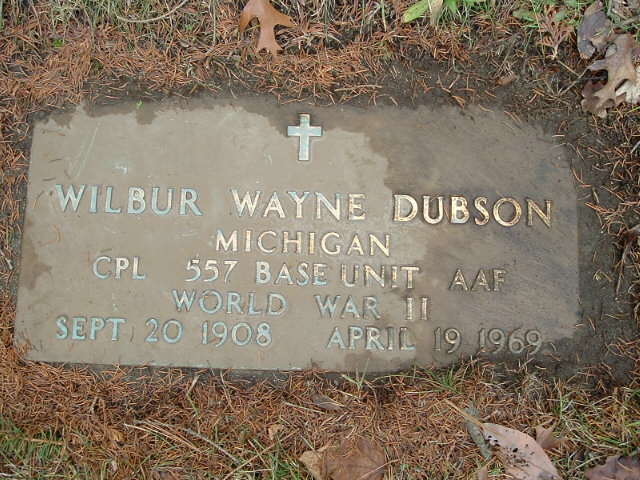 WILBUR WAYNE DUBSON
MICHIGAN
CPL 557 BASE UNIT AAF
WORLD WAR II
SEPT 20 1908 APRIL 19 1969